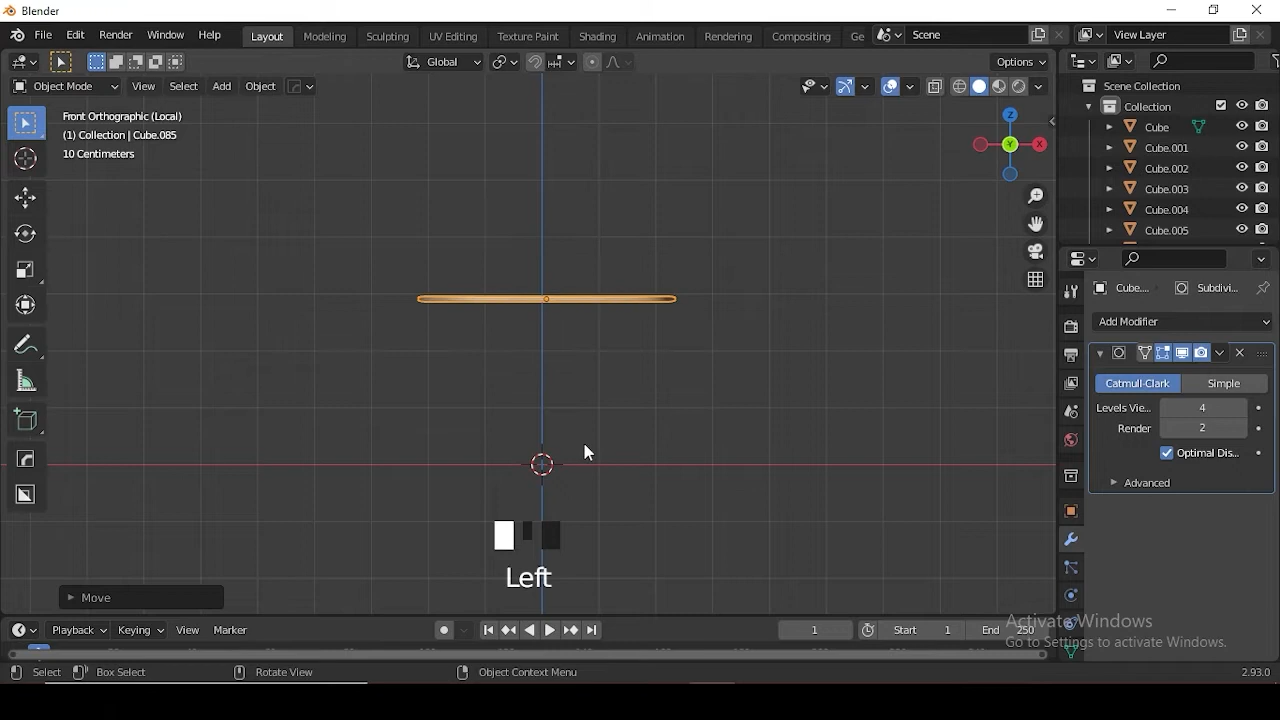 Blender
File Edit Render Window Help Layout Modeling Sculpting UV Editing Texture Paint Shading Animation Rendering Compositing Ge Scene View Layer
Global Options
Object Mode View Select Add Object
Scene Collection
Collection
Cube
Cube.001
Cube.002
Cube.003
Cube.004
Cube.005
Front Orthographic (Local)
(1) Collection | Cube.085
10 Centimeters
Z
Y
X
Cube.... Subdivi...
Add Modifier
Catmull-Clark Simple
Levels Vie... 4
Render 2
Optimal Dis...
Advanced
Left
Move
Playback Keying View Marker 1 Start 1 End 250
Activate Windows
Go to Settings to activate Windows.
Select Box Select Rotate View Object Context Menu 2.93.0